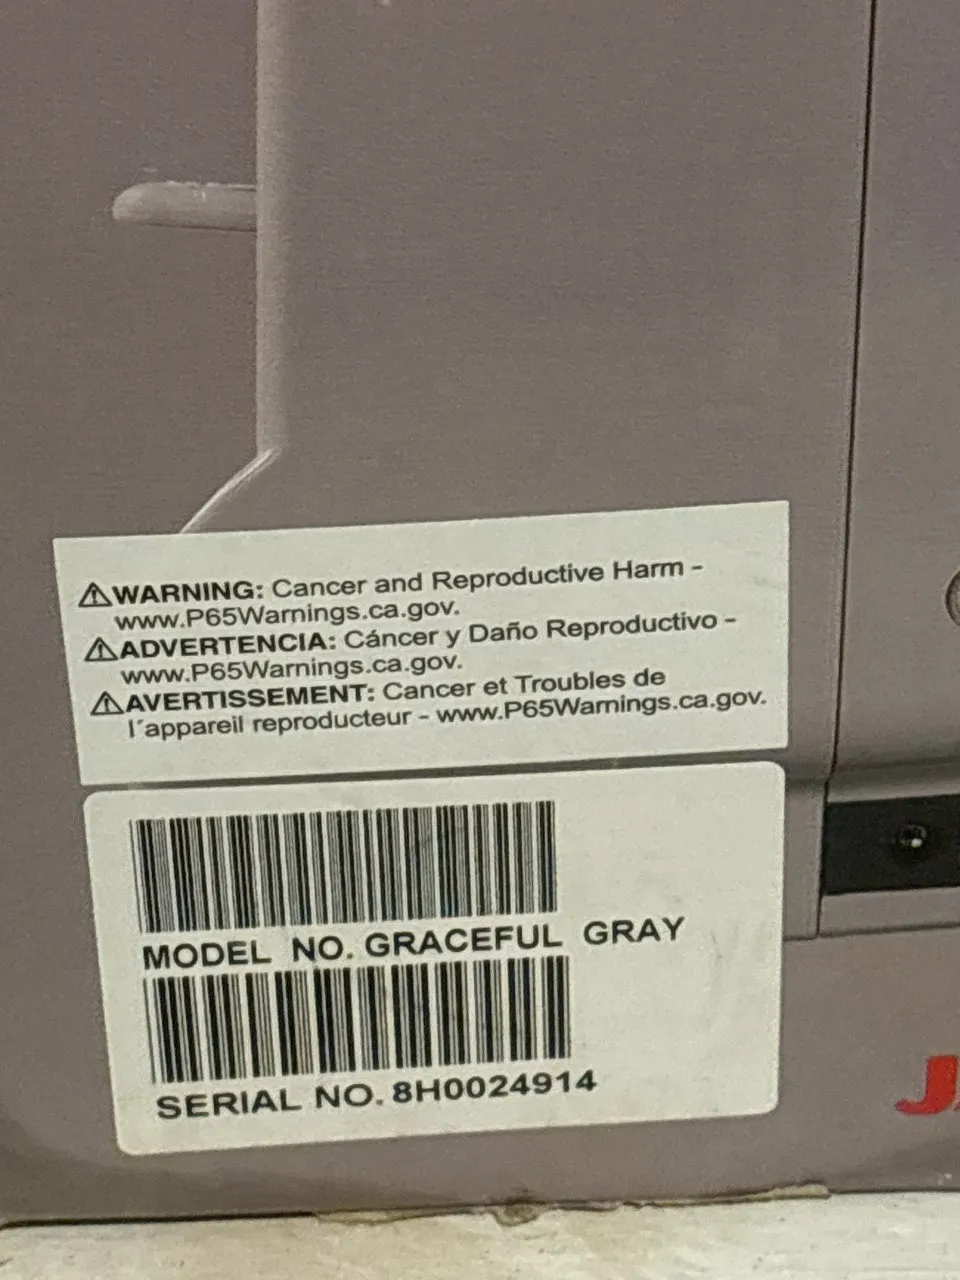 ⚠WARNING: Cancer and Reproductive Harm -
www.P65Warnings.ca.gov.
⚠ADVERTENCIA: Cáncer y Daño Reproductivo -
www.P65Warnings.ca.gov.
⚠AVERTISSEMENT: Cancer et Troubles de
l´appareil reproducteur - www.P65Warnings.ca.gov.
MODEL NO. GRACEFUL GRAY
SERIAL NO. 8H0024914